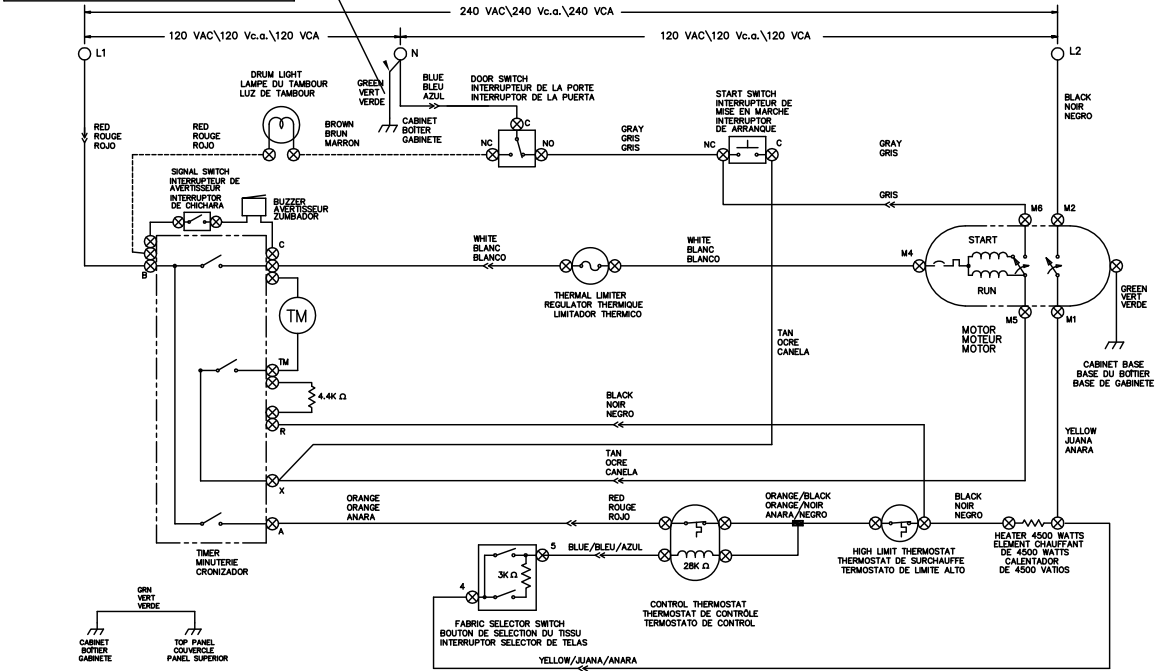 240 VAC\240 Vc.a.\240 VCA
120 VAC\120 Vc.a.\120 VCA
120 VAC\120 Vc.a.\120 VCA
L1
N
L2
DRUM LIGHT
LAMPE DU TAMBOUR
LUZ DE TAMBOUR
GREEN
VERT
VERDE
BLUE
BLEU
AZUL
DOOR SWITCH
INTERRUPTEUR DE LA PORTE
INTERRUPTOR DE LA PUERTA
START SWITCH
INTERRUPTEUR DE
MISE EN MARCHE
INTERRUPTOR
DE ARRANQUE
BLACK
NOIR
NEGRO
RED
ROUGE
ROJO
RED
ROUGE
ROJO
BROWN
BRUN
MARRON
CABINET
BOÎTIER
GABINETE
C
NC
NO
GRAY
GRIS
GRIS
NC
C
GRAY
GRIS
SIGNAL SWITCH
INTERRUPTEUR DE
AVERTISSEUR
INTERRUPTOR
DE CHICHARA
BUZZER
AVERTISSEUR
ZUMBADOR
GRIS
M6
M2
C
B
WHITE
BLANC
BLANCO
WHITE
BLANC
BLANCO
M4
START
RUN
THERMAL LIMITER
REGULATOR THERMIQUE
LIMITADOR THERMICO
GREEN
VERT
VERDE
TM
M5
M1
MOTOR
MOTEUR
MOTOR
TAN
OCRE
CANELA
CABINET BASE
BASE DU BOÎTIER
BASE DE GABINETE
TM
4.4K Ω
BLACK
NOIR
NEGRO
R
YELLOW
JUANA
ANARA
TAN
OCRE
CANELA
X
ORANGE
ORANGE
ANARA
RED
ROUGE
ROJO
ORANGE/BLACK
ORANGE/NOIR
ANARA/NEGRO
BLACK
NOIR
NEGRO
A
TIMER
MINUTERIE
CRONIZADOR
5
BLUE/BLEU/AZUL
HIGH LIMIT THERMOSTAT
THERMOSTAT DE SURCHAUFFE
TERMOSTATO DE LIMITE ALTO
HEATER 4500 WATTS
ELEMENT CHAUFFANT
DE 4500 WATTS
CALENTADOR
DE 4500 VATIOS
3K Ω
28K Ω
4
GRN
VERT
VERDE
CONTROL THERMOSTAT
THERMOSTAT DE CONTRÔLE
TERMOSTATO DE CONTROL
FABRIC SELECTOR SWITCH
BOUTON DE SELECTION DU TISSU
INTERRUPTOR SELECTOR DE TELAS
CABINET
BOÎTIER
GABINETE
TOP PANEL
COUVERCLE
PANEL SUPERIOR
YELLOW/JUANA/ANARA